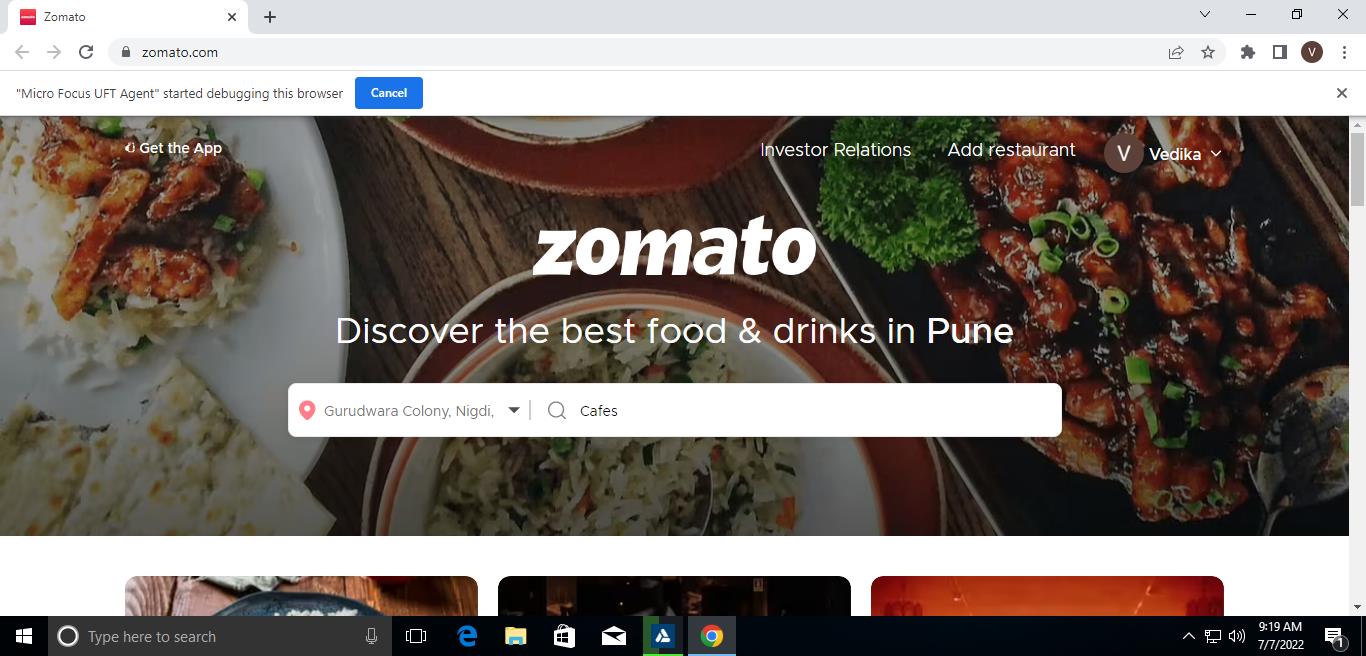 Zomato
zomato.com
V
"Micro Focus UFT Agent" started debugging this browser
Cancel
Get the App
Investor Relations
Add restaurant
V
Vedika
zomato
Discover the best food & drinks in Pune
Gurudwara Colony, Nigdi,
Cafes
Type here to search
9:19 AM
7/7/2022
1